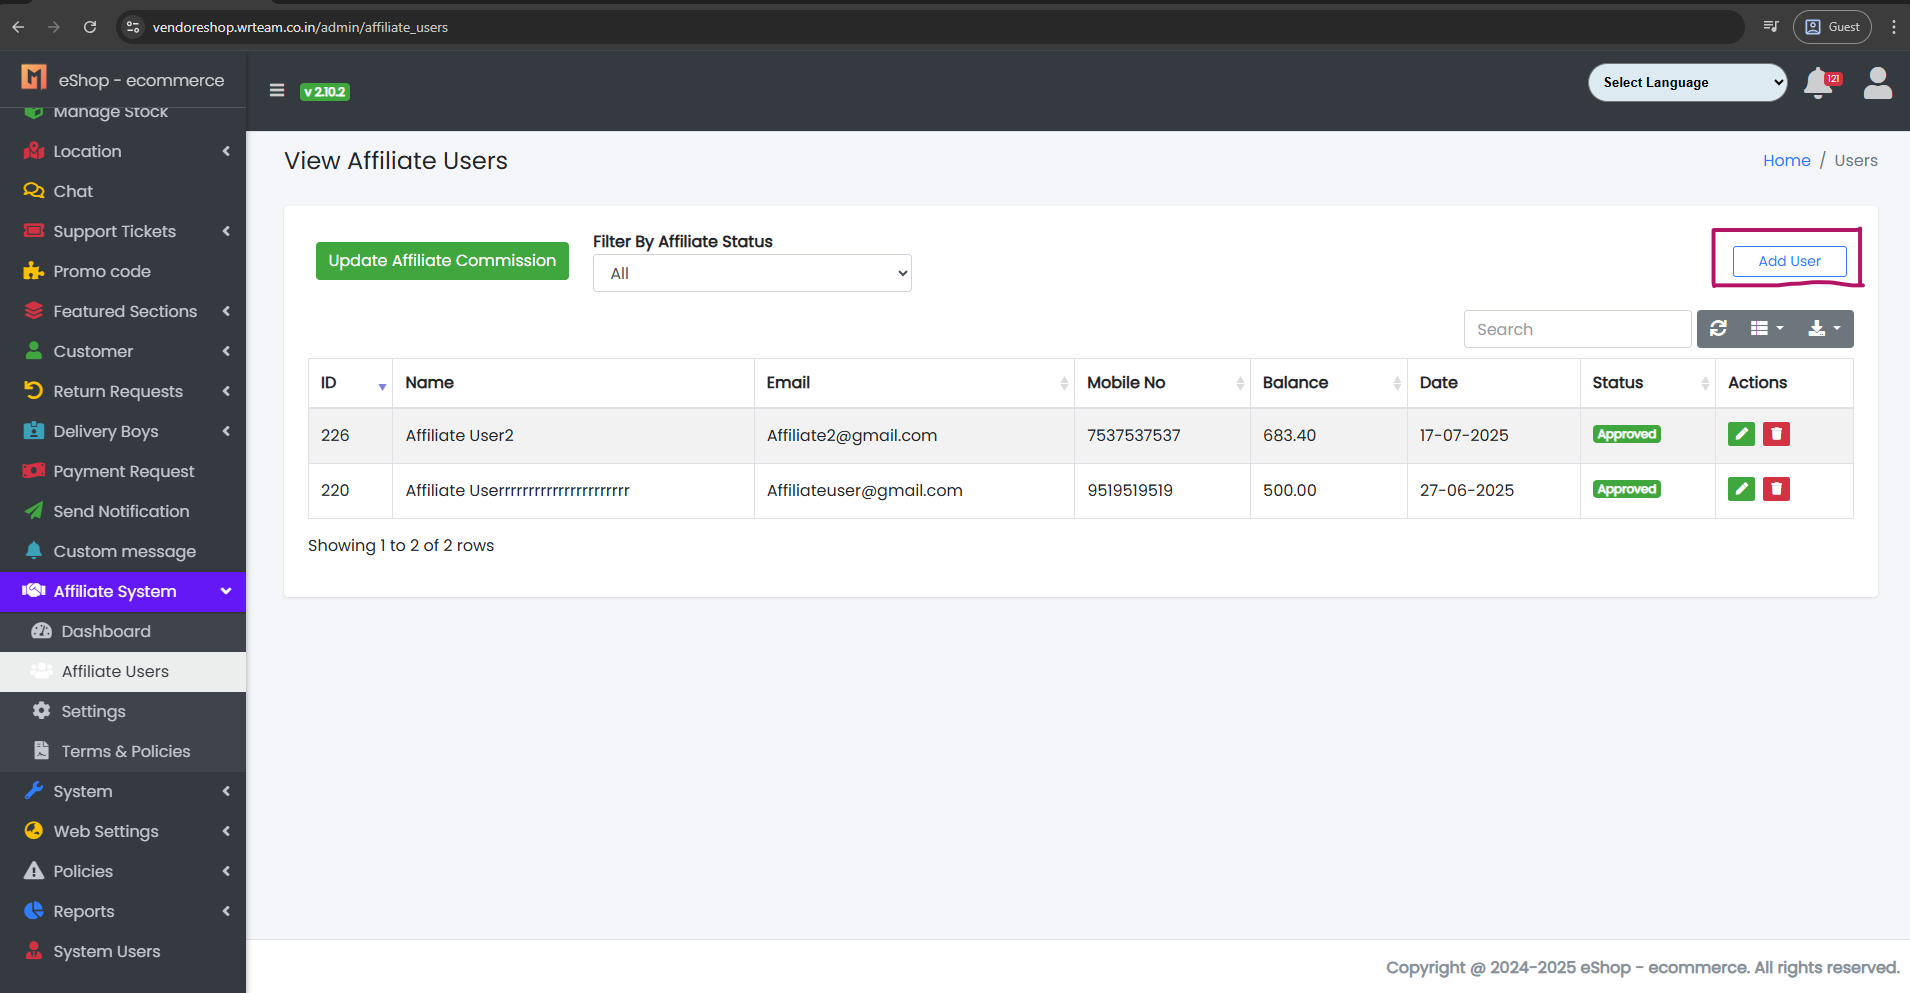 vendoreshop.wrteam.co.in/admin/affiliate_users
Guest
eShop - ecommerce
v 2.10.2
Select Language
121
Manage Stock
Location
Chat
Support Tickets
Promo code
Featured Sections
Customer
Return Requests
Delivery Boys
Payment Request
Send Notification
Custom message
Affiliate System
Dashboard
Affiliate Users
Settings
Terms & Policies
System
Web Settings
Policies
Reports
System Users
View Affiliate Users
Home / Users
Update Affiliate Commission
Filter By Affiliate Status
All
Add User
Search
ID Name Email Mobile No Balance Date Status Actions
226 Affiliate User2 Affiliate2@gmail.com 7537537537 683.40 17-07-2025 Approved
220 Affiliate Userrrrrrrrrrrrrrrrrrrrrrr Affiliateuser@gmail.com 9519519519 500.00 27-06-2025 Approved
Showing 1 to 2 of 2 rows
Copyright @ 2024-2025 eShop - ecommerce. All rights reserved.